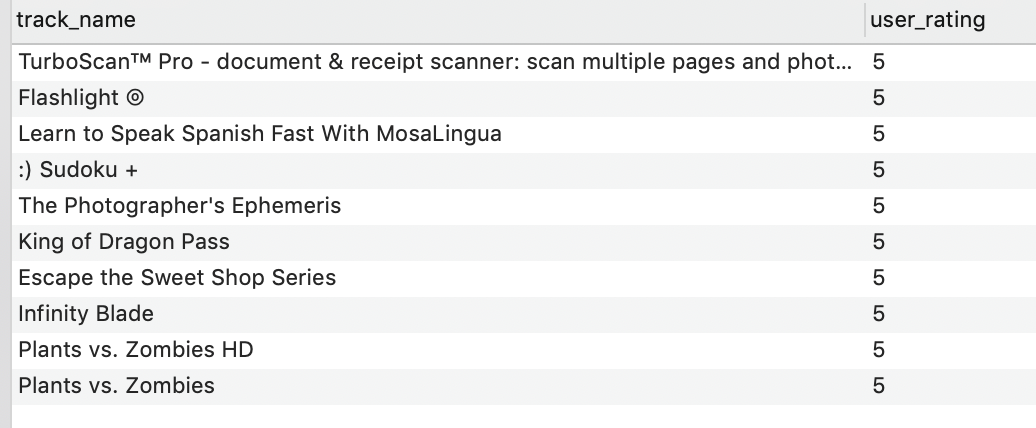 track_name user_rating
TurboScan™ Pro - document & receipt scanner: scan multiple pages and phot... 5
Flashlight ◎ 5
Learn to Speak Spanish Fast With MosaLingua 5
:) Sudoku + 5
The Photographer's Ephemeris 5
King of Dragon Pass 5
Escape the Sweet Shop Series 5
Infinity Blade 5
Plants vs. Zombies HD 5
Plants vs. Zombies 5